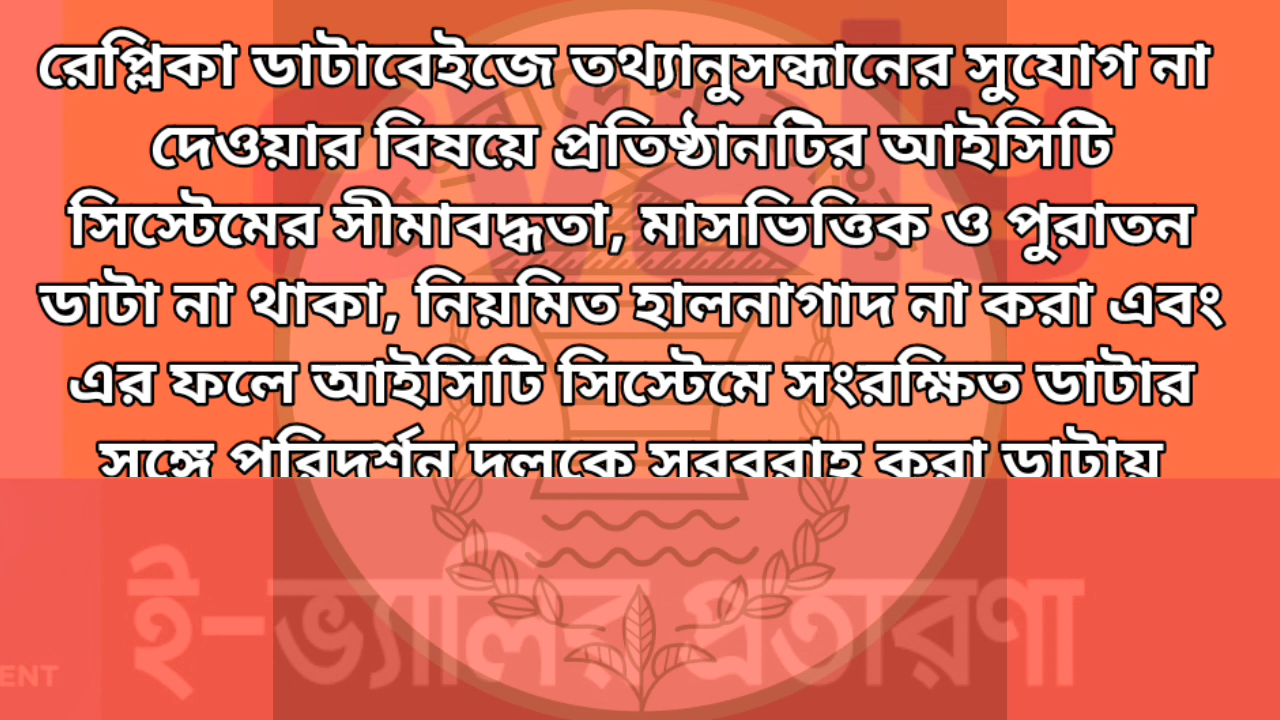 রেপ্লিকা ডাটাবেইজে তথ্যানুসন্ধানের সুযোগ না
দেওয়ার বিষয়ে প্রতিষ্ঠানটির আইসিটি
সিস্টেমের সীমাবদ্ধতা, মাসভিত্তিক ও পুরাতন
ডাটা না থাকা, নিয়মিত হালনাগাদ না করা এবং
এর ফলে আইসিটি সিস্টেমে সংরক্ষিত ডাটার
সঙ্গে পরিদর্শন দলকে সরবরাহ করা ডাটায়
ই-ভ্যালির প্রতারণা
ENT